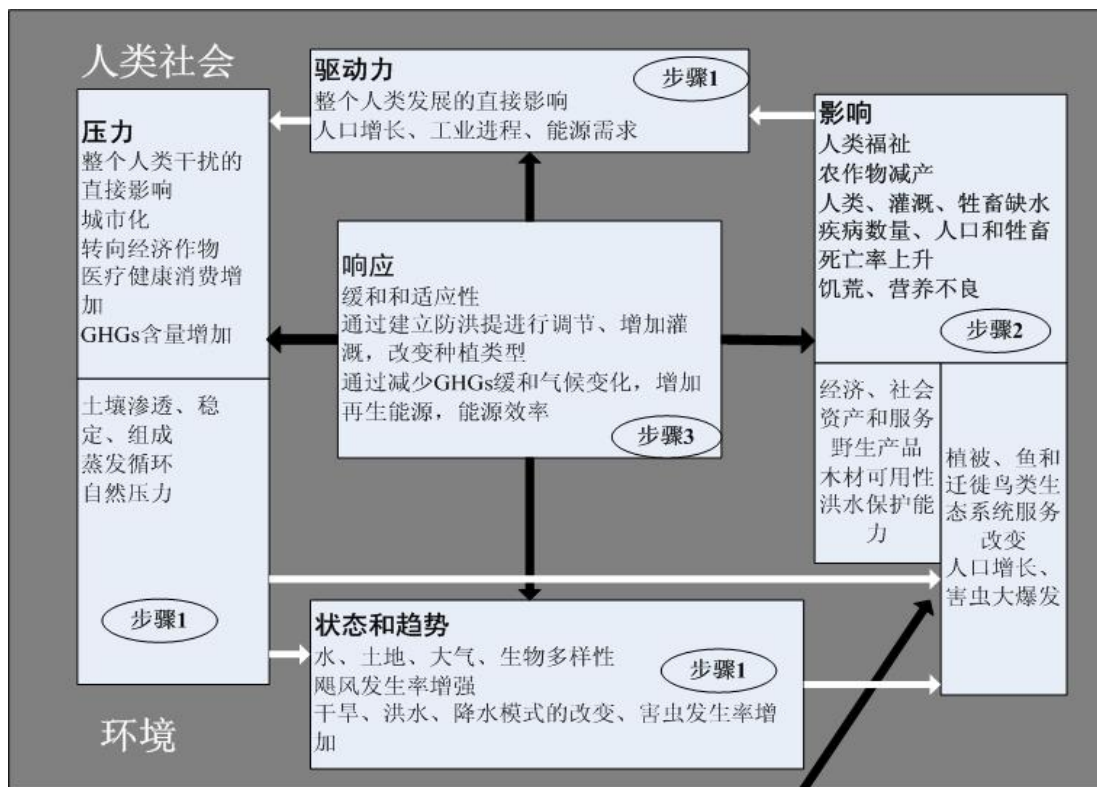 人类社会
驱动力
步骤1
整个人类发展的直接影响
人口增长、工业进程、能源需求
压力
整个人类干扰的
直接影响
城市化
转向经济作物
医疗健康消费增
加
GHGs含量增加
土壤渗透、稳
定、组成
蒸发循环
自然压力
步骤1
响应
缓和和适应性
通过建立防洪提进行调节、增加灌
溉，改变种植类型
通过减少GHGs缓和气候变化，增加
再生能源，能源效率
步骤3
影响
人类福祉
农作物减产
人类、灌溉、牲畜缺水
疾病数量、人口和牲畜
死亡率上升
饥荒、营养不良
步骤2
经济、社会
资产和服务
野生产品
木材可用性
洪水保护能
力
植被、鱼和
迁徙鸟类生
态系统服务
改变
人口增长、
害虫大爆发
状态和趋势
水、土地、大气、生物多样性
飓风发生率增强
干旱、洪水、降水模式的改变、害虫发生率增
加
步骤1
环境